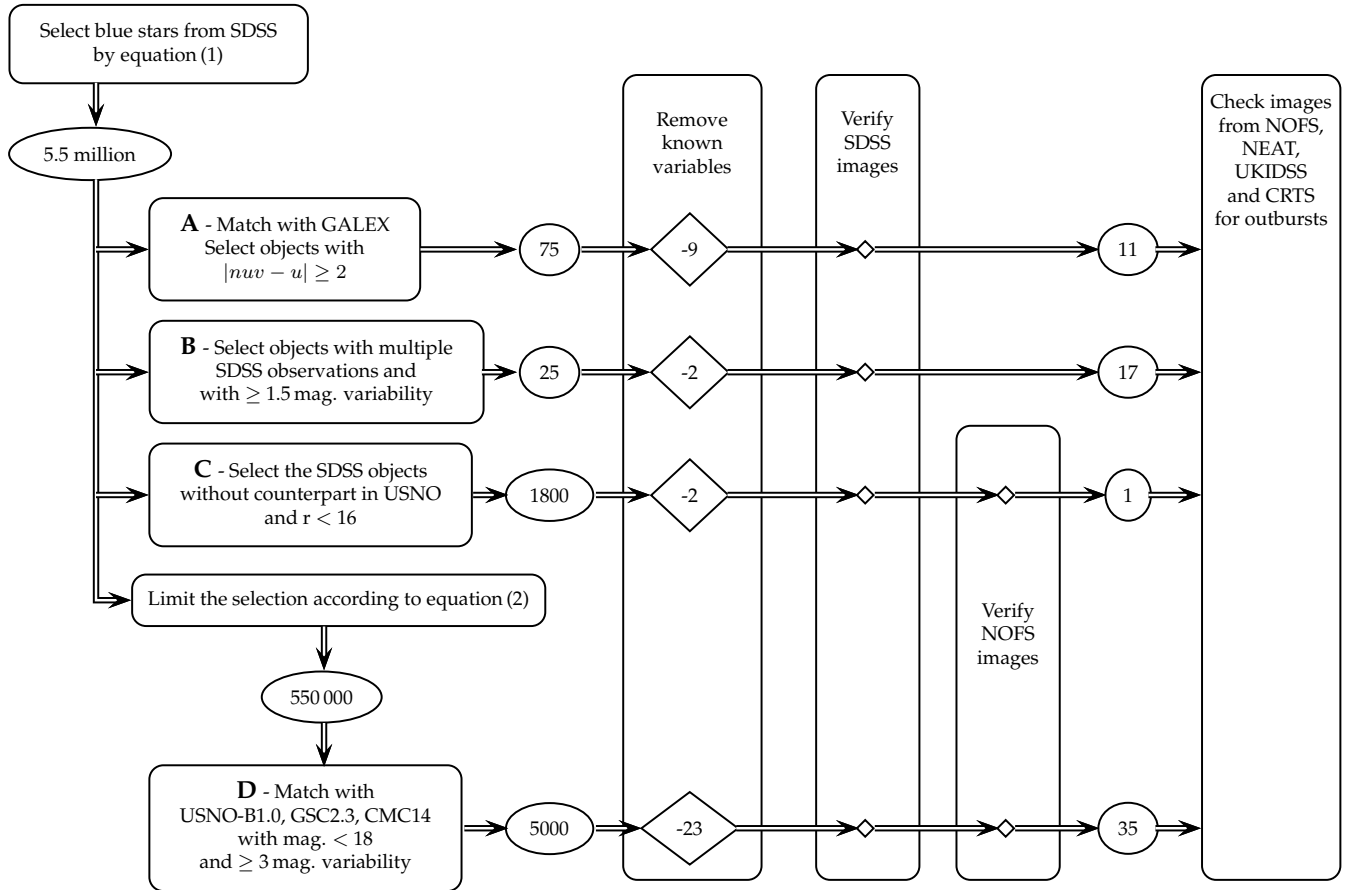 Select blue stars from SDSS
by equation (1)
5.5 million
Remove
known
variables
Verify
SDSS
images
Check images
from NOFS,
NEAT,
UKIDSS
and CRTS
for outbursts
A - Match with GALEX
Select objects with
|nuv − u| ≥ 2
75
-9
11
B - Select objects with multiple
SDSS observations and
with ≥ 1.5 mag. variability
25
-2
17
C - Select the SDSS objects
without counterpart in USNO
and r < 16
1800
-2
1
Limit the selection according to equation (2)
Verify
NOFS
images
550 000
D - Match with
USNO-B1.0, GSC2.3, CMC14
with mag. < 18
and ≥ 3 mag. variability
5000
-23
35